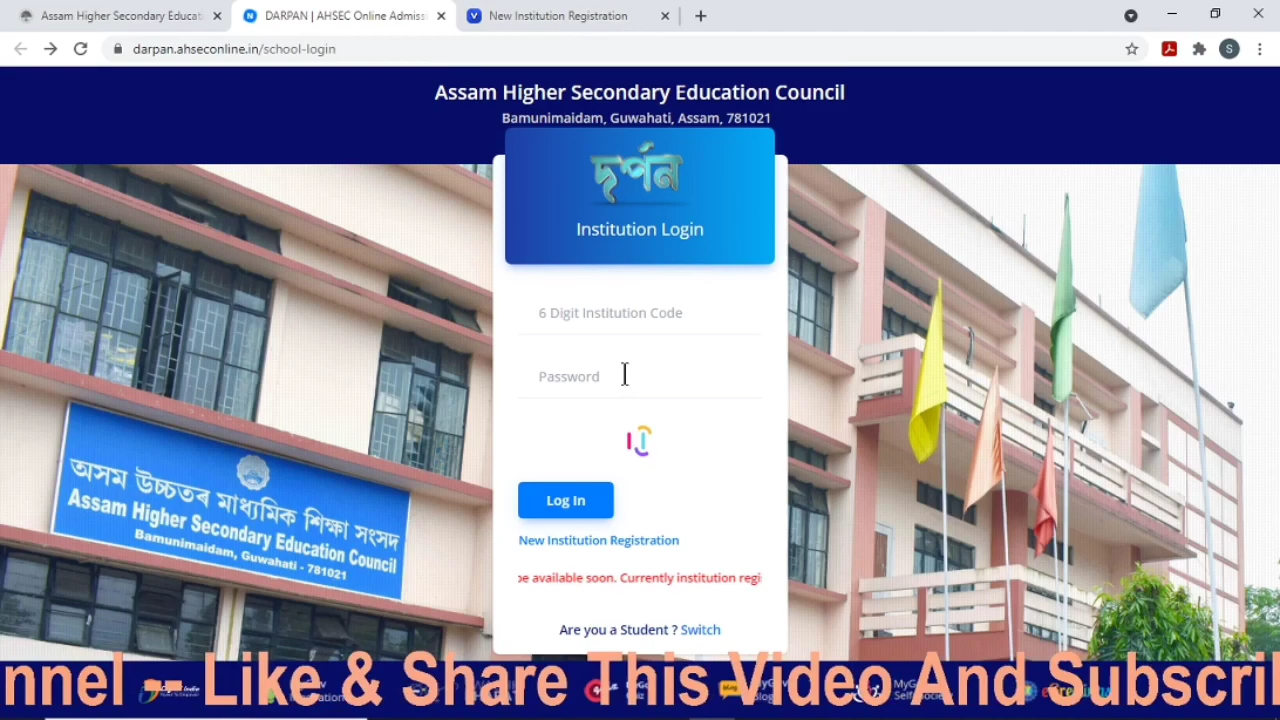 Assam Higher Secondary Educati
DARPAN | AHSEC Online Admiss
New Institution Registration
darpan.ahseconline.in/school-login
S
Assam Higher Secondary Education Council
Bamunimaidam, Guwahati, Assam, 781021
দৰ্পন
Institution Login
6 Digit Institution Code
Password
Log In
New Institution Registration
be available soon. Currently institution regi
Are you a Student ? Switch
অসম উচ্চতৰ মাধ্যমিক শিক্ষা সংসদ
Assam Higher Secondary Education Council
Bamunimaidam, Guwahati - 781021
nnel -- Like & Share This Video And Subscri